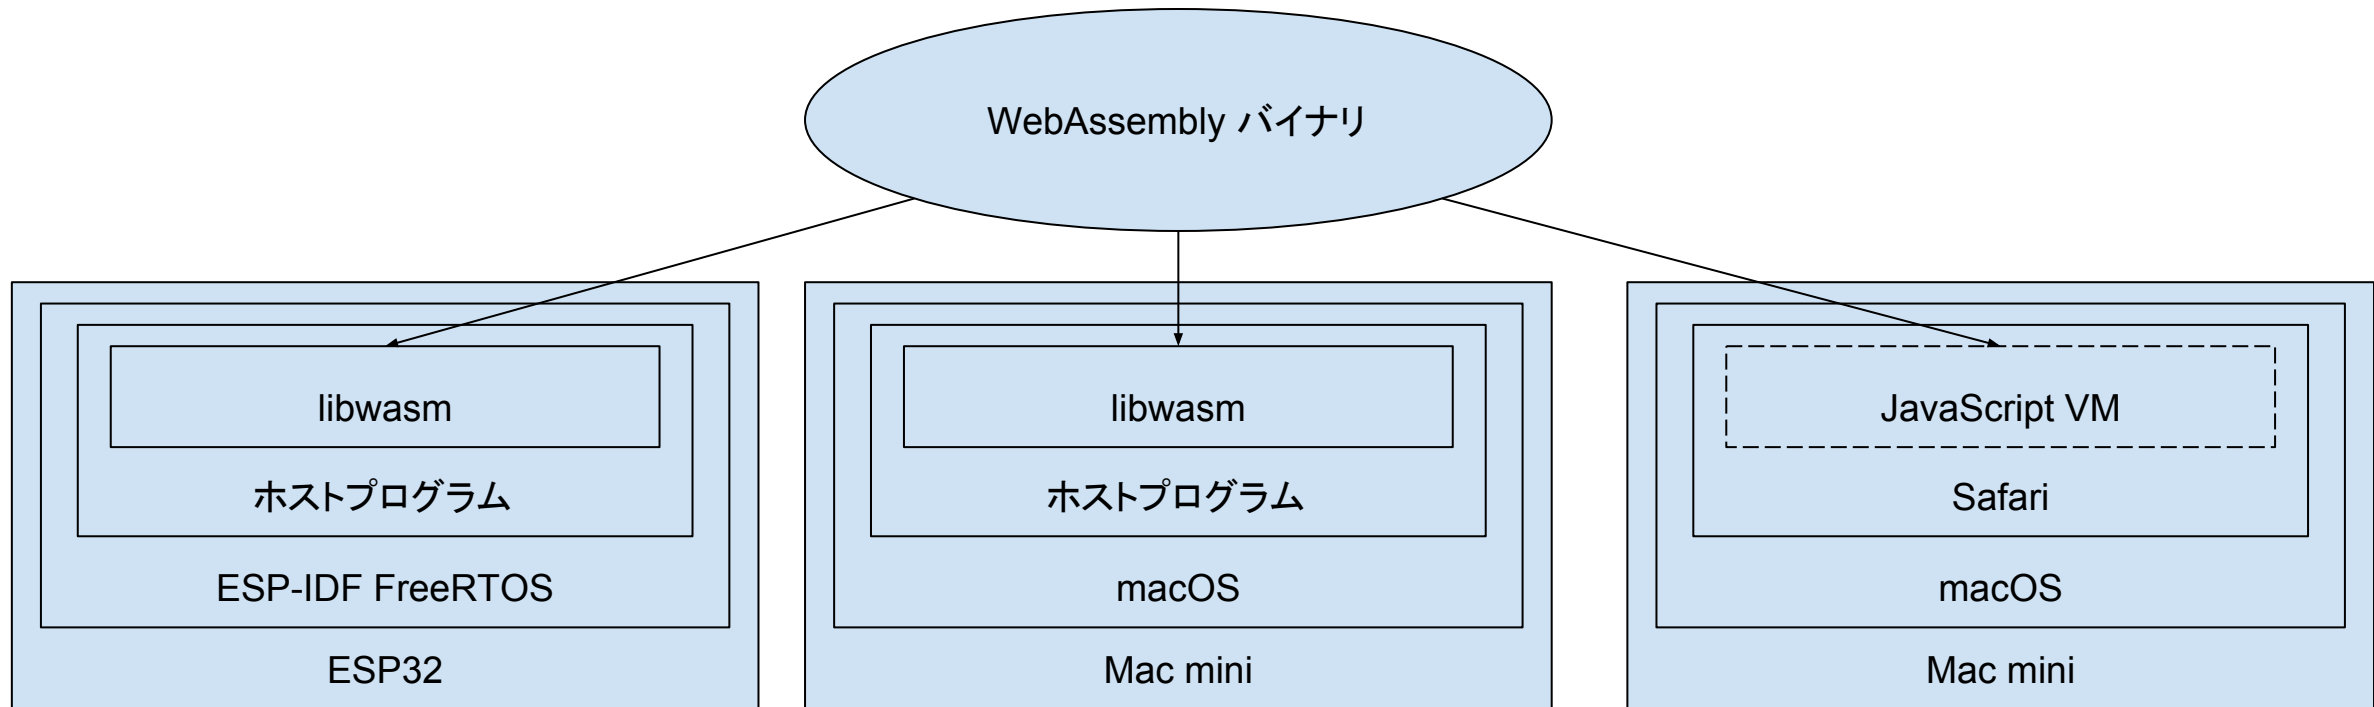 WebAssembly バイナリ
libwasm
ホストプログラム
ESP-IDF FreeRTOS
ESP32
libwasm
ホストプログラム
macOS
Mac mini
JavaScript VM
Safari
macOS
Mac mini